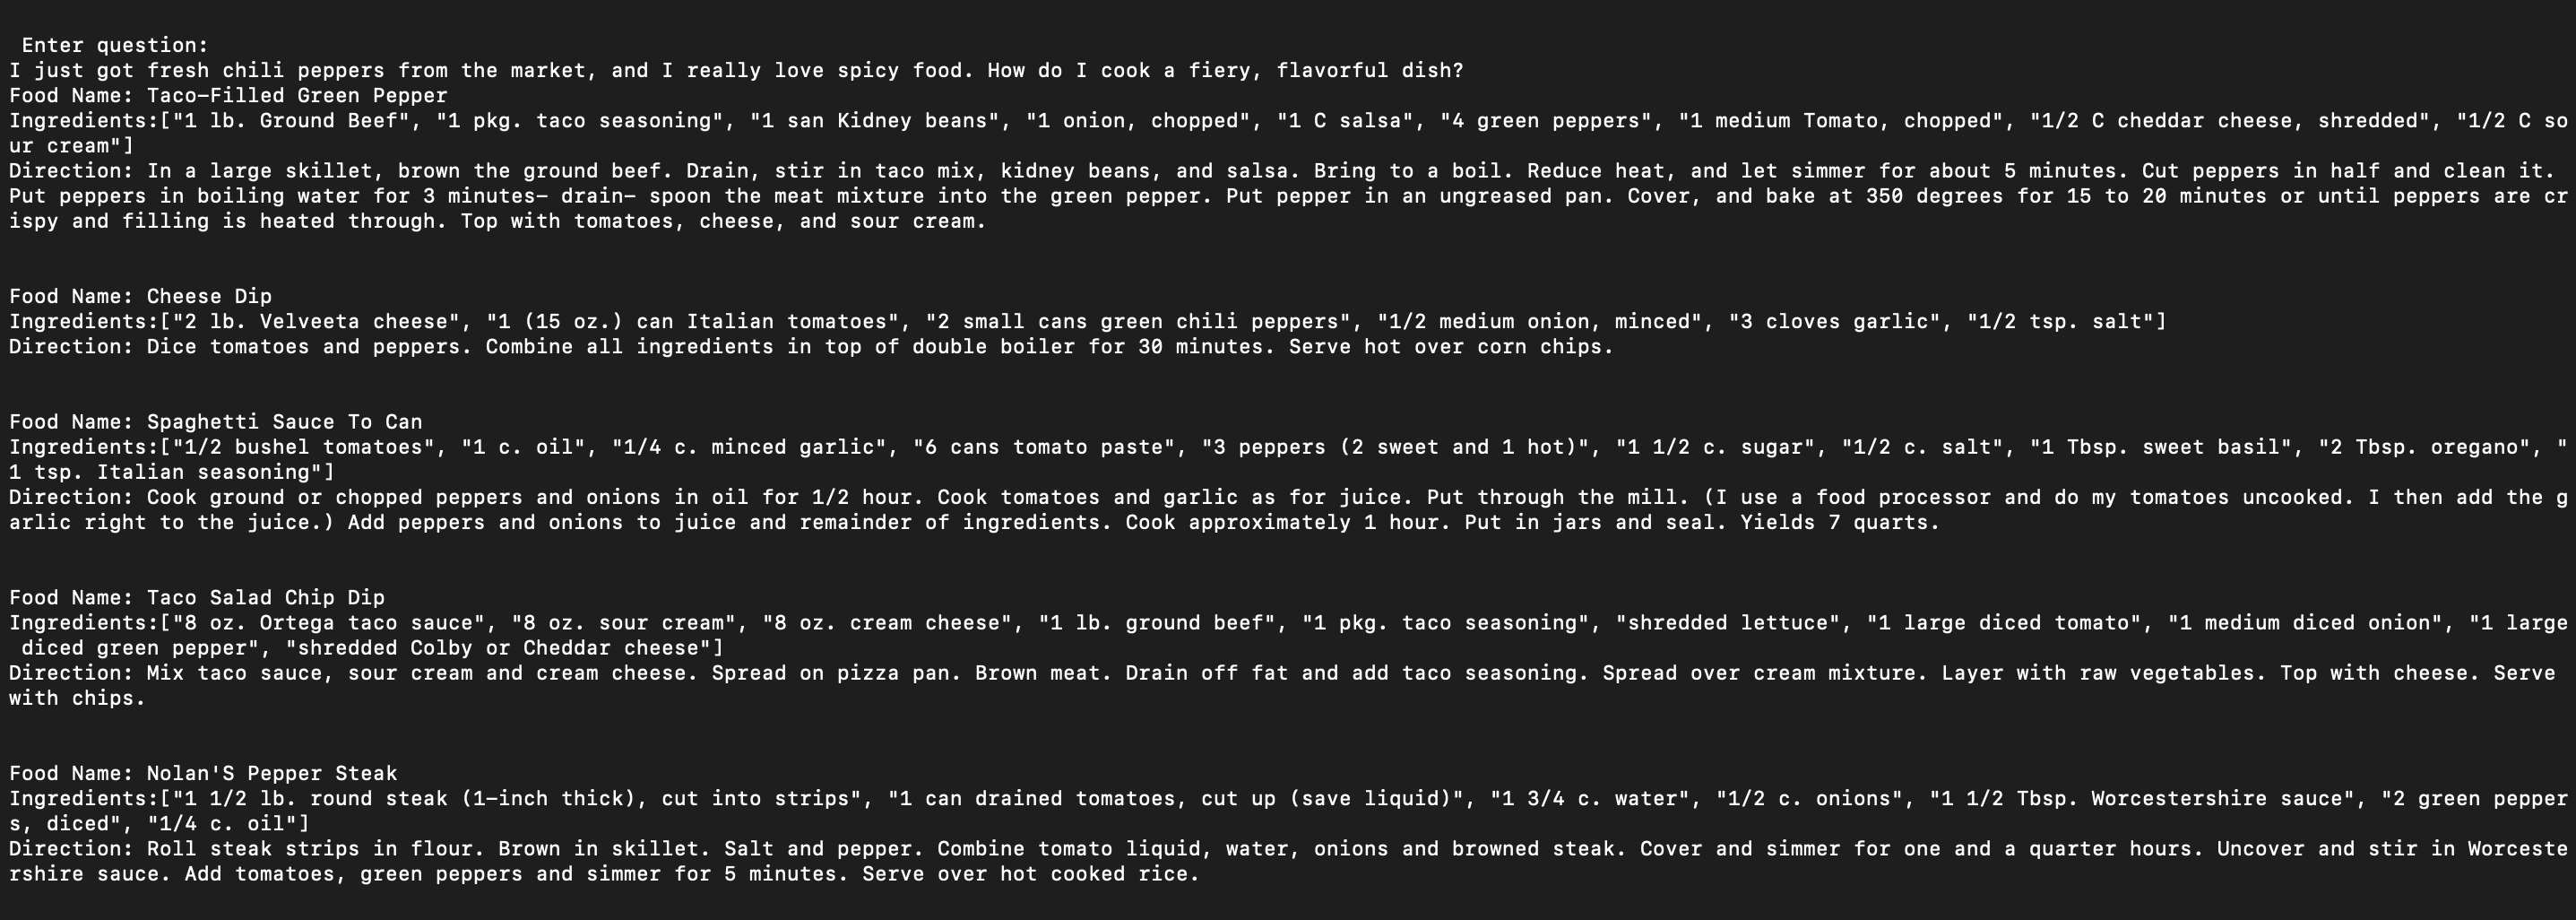 Enter question:
I just got fresh chili peppers from the market, and I really love spicy food. How do I cook a fiery, flavorful dish?
Food Name: Taco-Filled Green Pepper
Ingredients:["1 lb. Ground Beef", "1 pkg. taco seasoning", "1 san Kidney beans", "1 onion, chopped", "1 C salsa", "4 green peppers", "1 medium Tomato, chopped", "1/2 C cheddar cheese, shredded", "1/2 C so
ur cream"]
Direction: In a large skillet, brown the ground beef. Drain, stir in taco mix, kidney beans, and salsa. Bring to a boil. Reduce heat, and let simmer for about 5 minutes. Cut peppers in half and clean it.
Put peppers in boiling water for 3 minutes- drain- spoon the meat mixture into the green pepper. Put pepper in an ungreased pan. Cover, and bake at 350 degrees for 15 to 20 minutes or until peppers are cr
ispy and filling is heated through. Top with tomatoes, cheese, and sour cream.
Food Name: Cheese Dip
Ingredients:["2 lb. Velveeta cheese", "1 (15 oz.) can Italian tomatoes", "2 small cans green chili peppers", "1/2 medium onion, minced", "3 cloves garlic", "1/2 tsp. salt"]
Direction: Dice tomatoes and peppers. Combine all ingredients in top of double boiler for 30 minutes. Serve hot over corn chips.
Food Name: Spaghetti Sauce To Can
Ingredients:["1/2 bushel tomatoes", "1 c. oil", "1/4 c. minced garlic", "6 cans tomato paste", "3 peppers (2 sweet and 1 hot)", "1 1/2 c. sugar", "1/2 c. salt", "1 Tbsp. sweet basil", "2 Tbsp. oregano", "
1 tsp. Italian seasoning"]
Direction: Cook ground or chopped peppers and onions in oil for 1/2 hour. Cook tomatoes and garlic as for juice. Put through the mill. (I use a food processor and do my tomatoes uncooked. I then add the g
arlic right to the juice.) Add peppers and onions to juice and remainder of ingredients. Cook approximately 1 hour. Put in jars and seal. Yields 7 quarts.
Food Name: Taco Salad Chip Dip
Ingredients:["8 oz. Ortega taco sauce", "8 oz. sour cream", "8 oz. cream cheese", "1 lb. ground beef", "1 pkg. taco seasoning", "shredded lettuce", "1 large diced tomato", "1 medium diced onion", "1 large
diced green pepper", "shredded Colby or Cheddar cheese"]
Direction: Mix taco sauce, sour cream and cream cheese. Spread on pizza pan. Brown meat. Drain off fat and add taco seasoning. Spread over cream mixture. Layer with raw vegetables. Top with cheese. Serve
with chips.
Food Name: Nolan'S Pepper Steak
Ingredients:["1 1/2 lb. round steak (1-inch thick), cut into strips", "1 can drained tomatoes, cut up (save liquid)", "1 3/4 c. water", "1/2 c. onions", "1 1/2 Tbsp. Worcestershire sauce", "2 green pepper
s, diced", "1/4 c. oil"]
Direction: Roll steak strips in flour. Brown in skillet. Salt and pepper. Combine tomato liquid, water, onions and browned steak. Cover and simmer for one and a quarter hours. Uncover and stir in Worceste
rshire sauce. Add tomatoes, green peppers and simmer for 5 minutes. Serve over hot cooked rice.